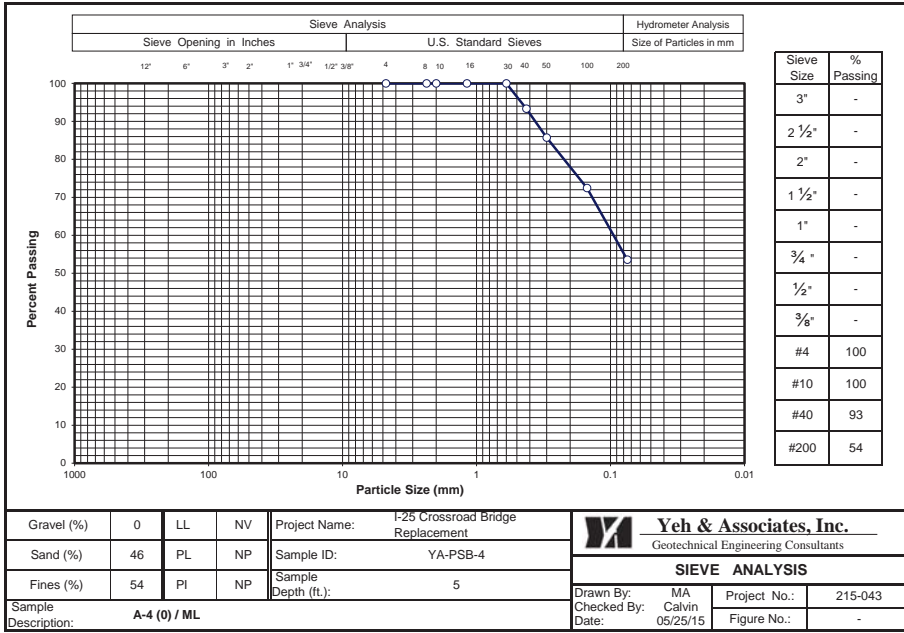 Sieve Analysis
Hydrometer Analysis
Sieve Opening in Inches
U.S. Standard Sieves
Size of Particles in mm
12" 6" 3" 2" 1" 3/4" 1/2" 3/8" 4 8 10 16 30 40 50 100 200
100
90
80
70
60
50
40
30
20
10
0
Percent Passing
1000 100 10 1 0.1 0.01
Particle Size (mm)
Sieve Size % Passing
3" -
2 ½" -
2" -
1 ½" -
1" -
¾ " -
½" -
⅜" -
#4 100
#10 100
#40 93
#200 54
Gravel (%) 0 LL NV Project Name: I-25 Crossroad Bridge Replacement
Sand (%) 46 PL NP Sample ID: YA-PSB-4
Fines (%) 54 PI NP Sample Depth (ft.): 5
Sample Description: A-4 (0) / ML
Yeh & Associates, Inc.
Geotechnical Engineering Consultants
SIEVE ANALYSIS
Drawn By: MA
Checked By: Calvin
Date: 05/25/15
Project No.: 215-043
Figure No.: -